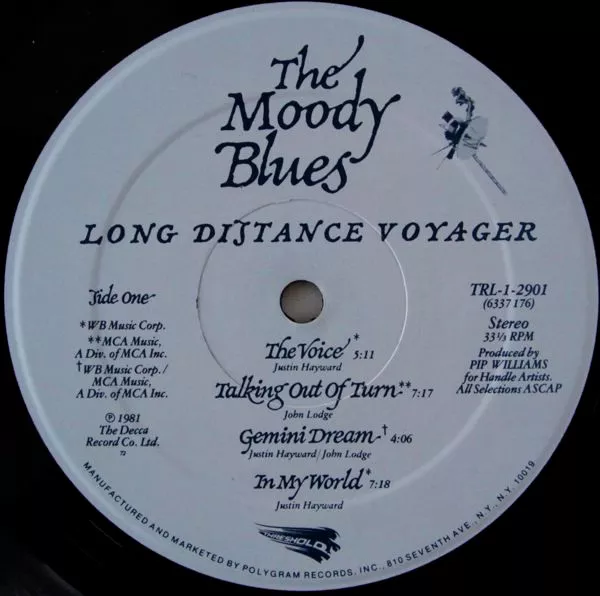 The
Moody
Blues
LONG DISTANCE VOYAGER
Side One
*WB Music Corp.
**MCA Music,
A Div. of MCA Inc.
†WB Music Corp./
MCA Music,
A Div. of MCA Inc.
℗ 1981
The Decca
Record Co. Ltd.
72
TRL-1-2901
(6337 176)
Stereo
33⅓ RPM
Produced by
PIP WILLIAMS
for Handle Artists.
All Selections ASCAP
The Voice* 5:11
Justin Hayward
Talking Out Of Turn** 7:17
John Lodge
Gemini Dream† 4:06
Justin Hayward/John Lodge
In My World* 7:18
Justin Hayward
THRESHOLD
MANUFACTURED AND MARKETED BY POLYGRAM RECORDS, INC., 810 SEVENTH AVE., N.Y., N.Y. 10019